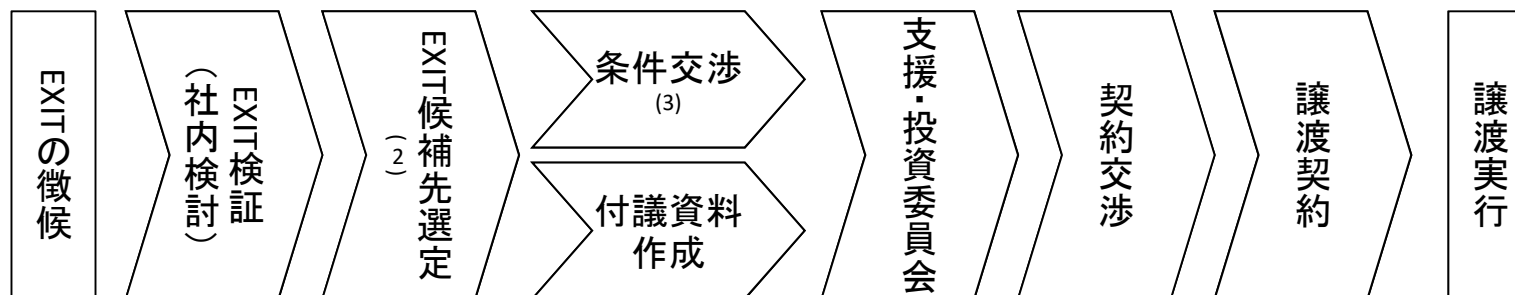 EXITの徴候
EXIT検証
（社内検討）
EXIT候補先選定
(2)
条件交渉
(3)
付議資料
作成
支援・投資委員会
契約交渉
譲渡契約
譲渡実行